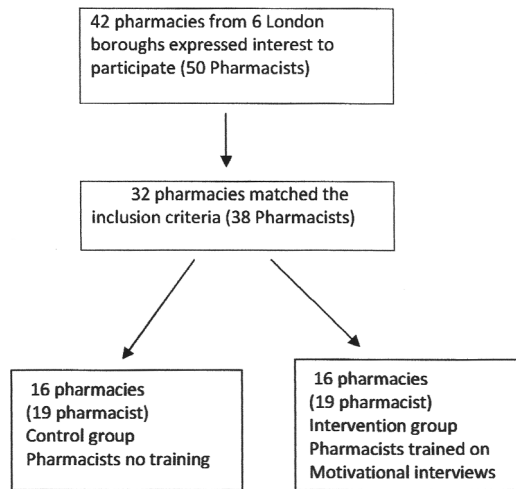 42 pharmacies from 6 London
boroughs expressed interest to
participate (50 Pharmacists)
32 pharmacies matched the
inclusion criteria (38 Pharmacists)
16 pharmacies
(19 pharmacist)
Control group
Pharmacists no training
16 pharmacies
(19 pharmacist)
Intervention group
Pharmacists trained on
Motivational interviews